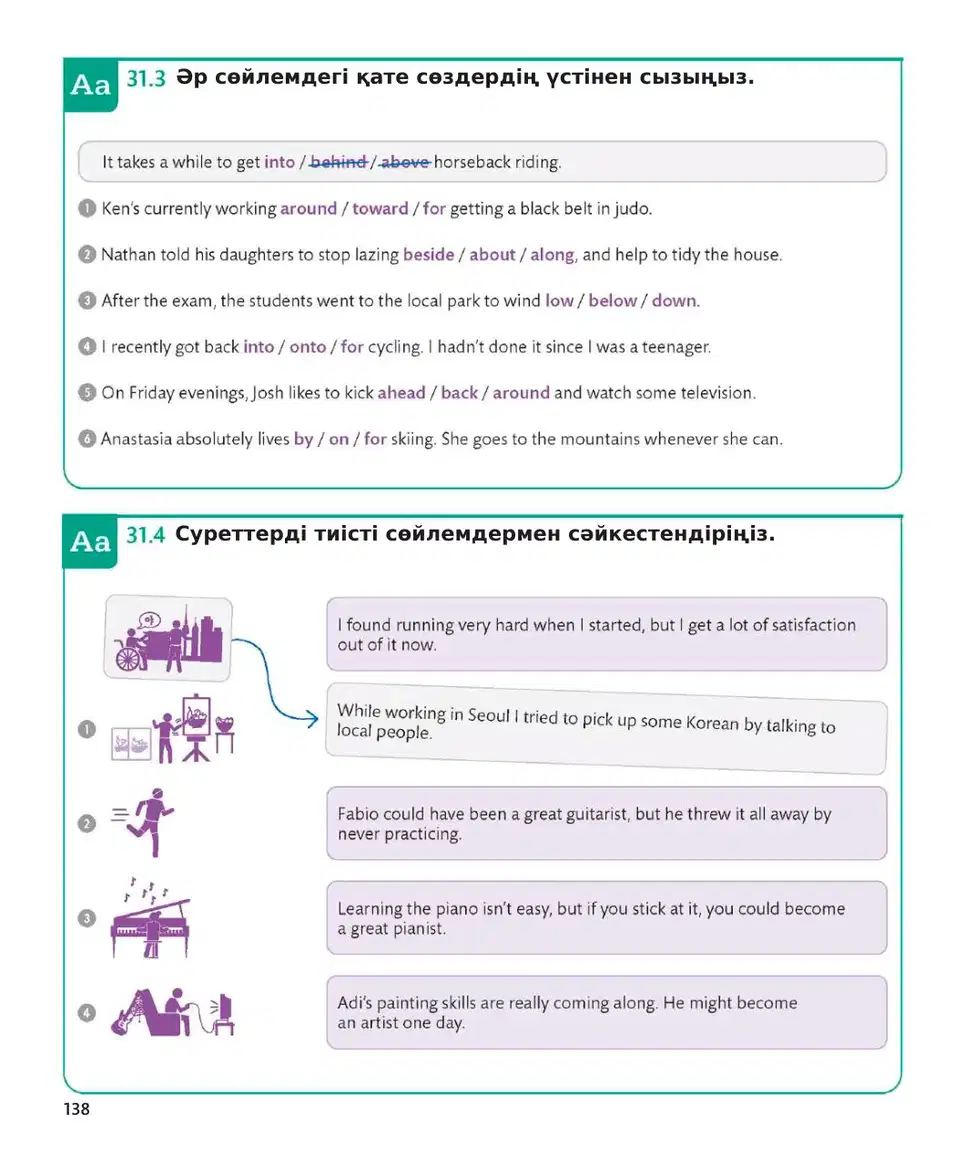 Aa 31.3 Әр сөйлемдегі қате сөздердің үстінен сызыңыз.
It takes a while to get into / behind / above horseback riding.
1 Ken's currently working around / toward / for getting a black belt in judo.
2 Nathan told his daughters to stop lazing beside / about / along, and help to tidy the house.
3 After the exam, the students went to the local park to wind low / below / down.
4 I recently got back into / onto / for cycling. I hadn't done it since I was a teenager.
5 On Friday evenings, Josh likes to kick ahead / back / around and watch some television.
6 Anastasia absolutely lives by / on / for skiing. She goes to the mountains whenever she can.
Aa 31.4 Суреттерді тиісті сөйлемдермен сәйкестендіріңіз.
아
I found running very hard when I started, but I get a lot of satisfaction
out of it now.
1
While working in Seoul I tried to pick up some Korean by talking to
local people.
2
Fabio could have been a great guitarist, but he threw it all away by
never practicing.
3
Learning the piano isn't easy, but if you stick at it, you could become
a great pianist.
4
Adi's painting skills are really coming along. He might become
an artist one day.
138